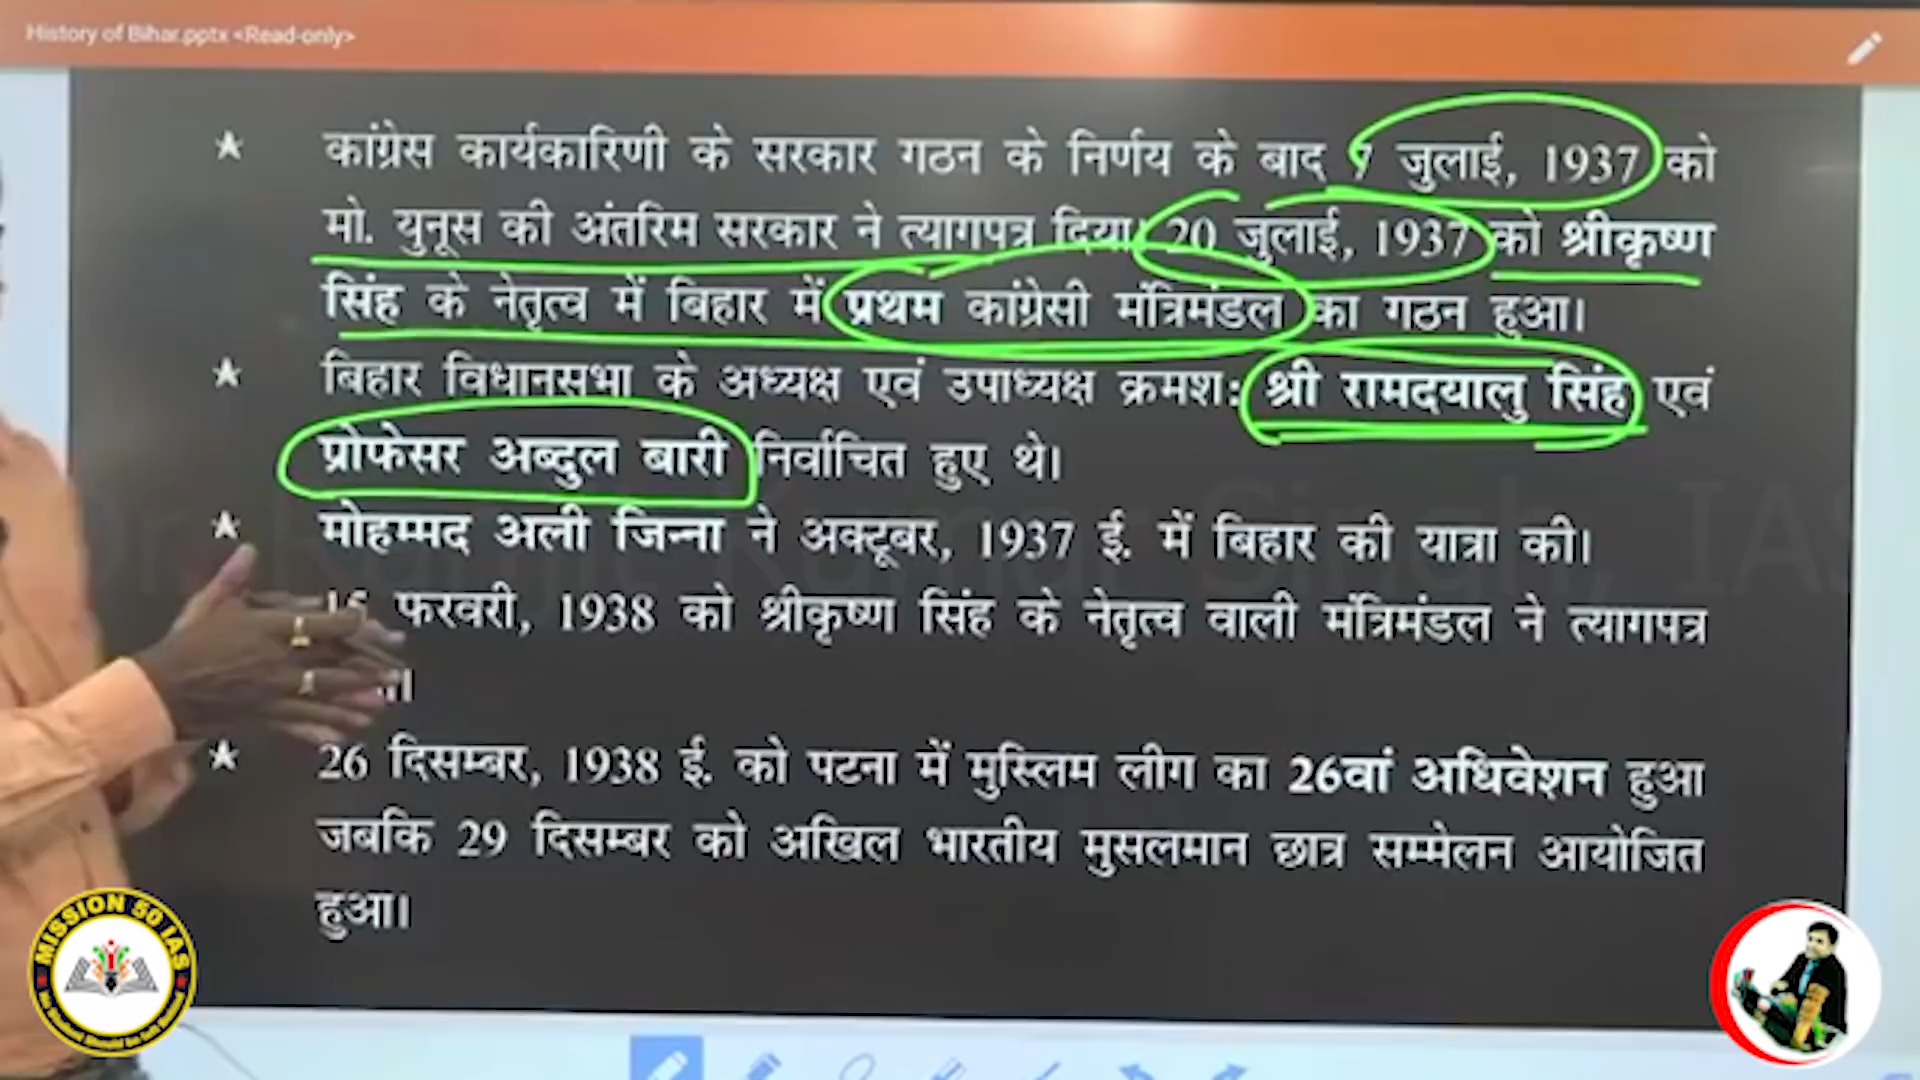 History of Bihar.pptx <Read-only>
★ कांग्रेस कार्यकारिणी के सरकार गठन के निर्णय के बाद 7 जुलाई, 1937 को
मो. युनूस की अंतरिम सरकार ने त्यागपत्र दिया। 20 जुलाई, 1937 को श्रीकृष्ण
सिंह के नेतृत्व में बिहार में प्रथम कांग्रेसी मंत्रिमंडल का गठन हुआ।
★ बिहार विधानसभा के अध्यक्ष एवं उपाध्यक्ष क्रमश: श्री रामदयालु सिंह एवं
प्रोफेसर अब्दुल बारी निर्वाचित हुए थे।
★ मोहम्मद अली जिन्ना ने अक्टूबर, 1937 ई. में बिहार की यात्रा की।
15 फरवरी, 1938 को श्रीकृष्ण सिंह के नेतृत्व वाली मंत्रिमंडल ने त्यागपत्र
★ 26 दिसम्बर, 1938 ई. को पटना में मुस्लिम लीग का 26वां अधिवेशन हुआ
जबकि 29 दिसम्बर को अखिल भारतीय मुसलमान छात्र सम्मेलन आयोजित
हुआ।
MISSION 50 IAS